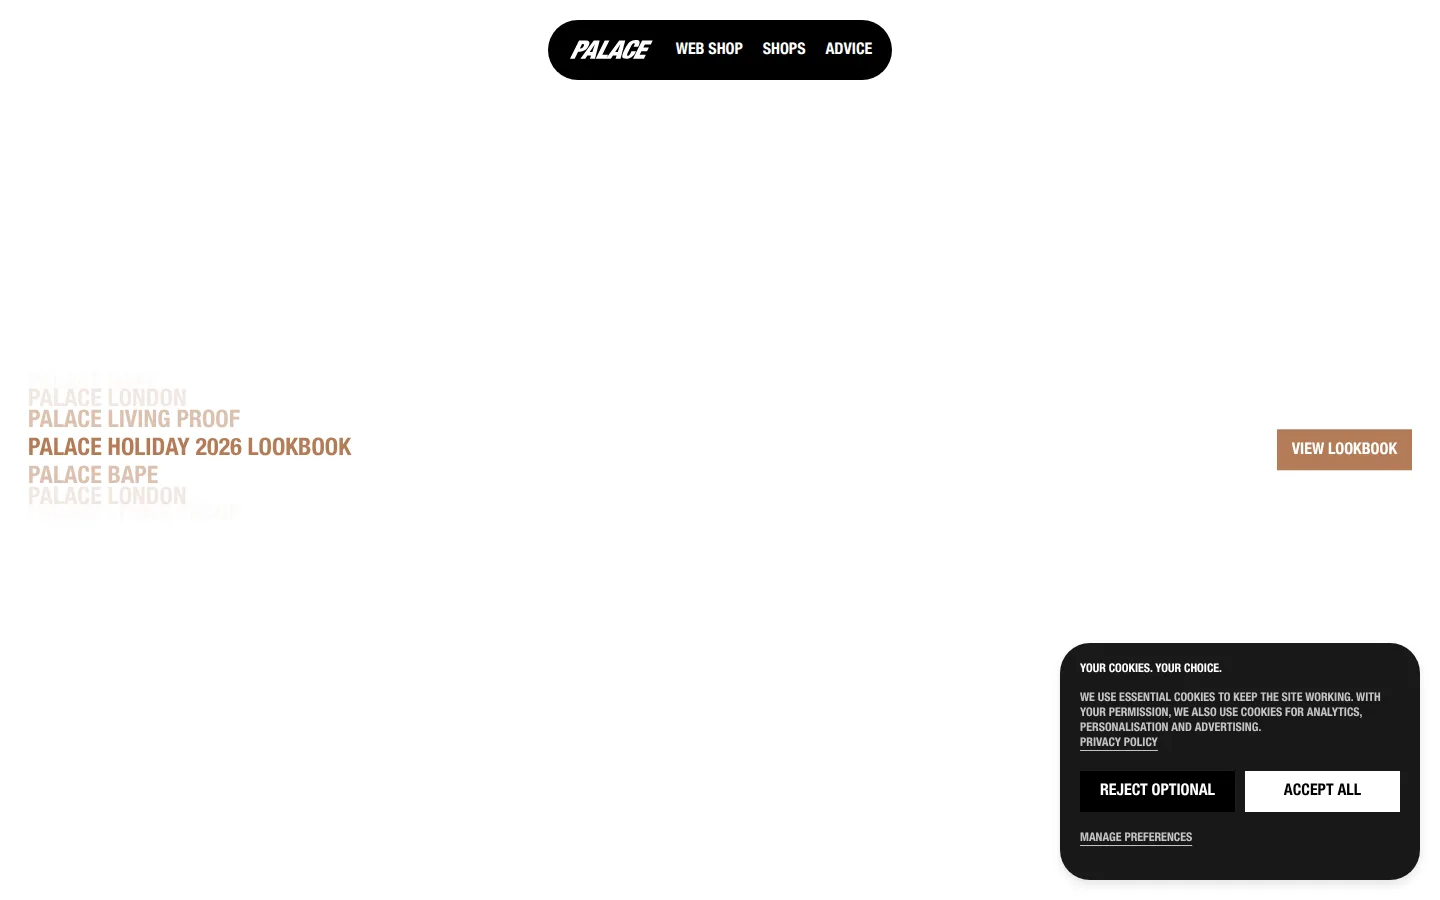 PALACE WEB SHOP SHOPS ADVICE
PALACE LONDON
PALACE LIVING PROOF
PALACE HOLIDAY 2026 LOOKBOOK
VIEW LOOKBOOK
PALACE BAPE
PALACE LONDON
YOUR COOKIES. YOUR CHOICE.
WE USE ESSENTIAL COOKIES TO KEEP THE SITE WORKING. WITH
YOUR PERMISSION, WE ALSO USE COOKIES FOR ANALYTICS,
PERSONALISATION AND ADVERTISING.
PRIVACY POLICY
REJECT OPTIONAL
ACCEPT ALL
MANAGE PREFERENCES